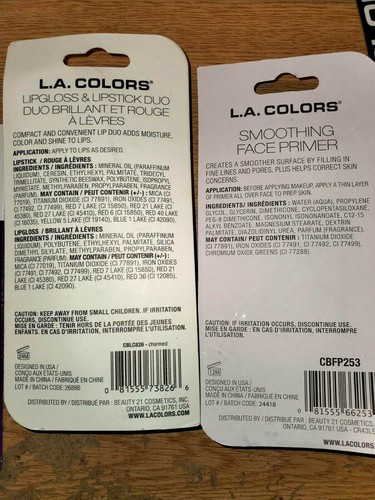 L.A. COLORS®
LIPGLOSS & LIPSTICK DUO
DUO BRILLANT ET ROUGE
À LÈVRES
COMPACT AND CONVENIENT LIP DUO ADDS MOISTURE,
COLOR AND SHINE TO LIPS.
APPLICATION: APPLY TO LIPS AS DESIRED.
LIPSTICK / ROUGE À LÈVRES
INGREDIENTS / INGRÉDIENTS : MINERAL OIL (PARAFFINUM
LIQUIDUM), CERESIN, ETHYLHEXYL PALMITATE, TRIDECYL
TRIMELLITATE, SYNTHETIC BEESWAX, POLYBUTENE, ISOPROPYL
MYRISTATE, METHYLPARABEN, PROPYLPARABEN, FRAGRANCE
(PARFUM). MAY CONTAIN / PEUT CONTENIR (+/-): MICA (CI
77019), TITANIUM DIOXIDE (CI 77891), IRON OXIDES (CI
77491, CI 77492, CI 77499), RED 7 LAKE (CI 15850), RED 21 LAKE (CI
45380), RED 27 LAKE (CI 45410), RED 6 (CI 15850), RED 40 LAKE
(CI 16035), YELLOW 5 LAKE (CI 19140), BLUE 1 LAKE (CI 42090).
LIPGLOSS / BRILLANT À LÈVRES
INGREDIENTS / INGRÉDIENTS : MINERAL OIL (PARAFFINUM
LIQUIDUM), POLYBUTENE, ETHYLHEXYL PALMITATE, SILICA
DIMETHYL SILYLATE, METHYLPARABEN, PROPYLPARABEN,
FRAGRANCE (PARFUM). MAY CONTAIN / PEUT CONTENIR (+/-):
MICA (CI 77019), TITANIUM DIOXIDE (CI 77891), IRON OXIDES
(CI 77491, CI 77492, CI 77499), RED 7 LAKE (CI 15850), RED 21
LAKE (CI 45380), RED 27 LAKE (CI 45410), RED 36 (CI 12085),
BLUE 1 LAKE (CI 42090).
CAUTION: KEEP AWAY FROM SMALL CHILDREN. IF IRRITATION
OCCURS, DISCONTINUE USE.
MISE EN GARDE : TENIR HORS DE LA PORTÉE DES JEUNES
ENFANTS. EN CAS D'IRRITATION, INTERROMPRE
L'UTILISATION.
24M
CBLC826 - charmed
DESIGNED IN USA /
CONÇU AUX ÉTATS-UNIS
MADE IN CHINA / FABRIQUÉ EN CHINE
LOT # / BATCH CODE: 26886
0 81555 73826 6
DISTRIBUTED BY / DISTRIBUÉ PAR : BEAUTY 21 COSMETICS, INC.
ONTARIO, CA 91761 USA
WWW.LACOLORS.COM
L.A. COLORS®
SMOOTHING
FACE PRIMER
CREATES A SMOOTHER SURFACE BY FILLING IN
FINE LINES AND PORES. PLUS HELPS CORRECT SKIN
CONCERNS.
APPLICATION: BEFORE APPLYING MAKEUP, APPLY A THIN LAYER
OF PRIMER ALL OVER FACE TO PREP SKIN.
INGREDIENTS/ INGRÉDIENTS : WATER (AQUA), PROPYLENE
GLYCOL, GLYCERIN, DIMETHICONE, CYCLOPENTASILOXANE,
PEG-8 DIMETHICONE, ISONONYL ISONONANOATE, C12-15
ALKYL BENZOATE, MAGNESIUM STEARATE, DEXTRIN
PALMITATE, DIAZOLIDINYL UREA, PARFUM (FRAGRANCE).
MAY CONTAIN / PEUT CONTENIR : TITANIUM DIOXIDE
(CI 77891), IRON OXIDES (CI 77491, CI 77492, CI 77499),
CHROMIUM OXIDE GREENS (CI 77288).
CAUTION: IF IRRITATION OCCURS, DISCONTINUE USE.
MISE EN GARDE : EN CAS D'IRRITATION, INTERROMPRE L'UTILISATION.
12M
CBFP253
DESIGNED IN USA /
CONÇU AUX ÉTATS-UNIS
MADE IN CHINA / FABRIQUÉ EN CHINE
LOT # / BATCH CODE: 24418
0 81555 66253
DISTRIBUTED BY / DISTRIBUÉ PAR : BEAUTY 21 COSMETICS, INC.
ONTARIO, CA 91761 USA
WWW.LACOLORS